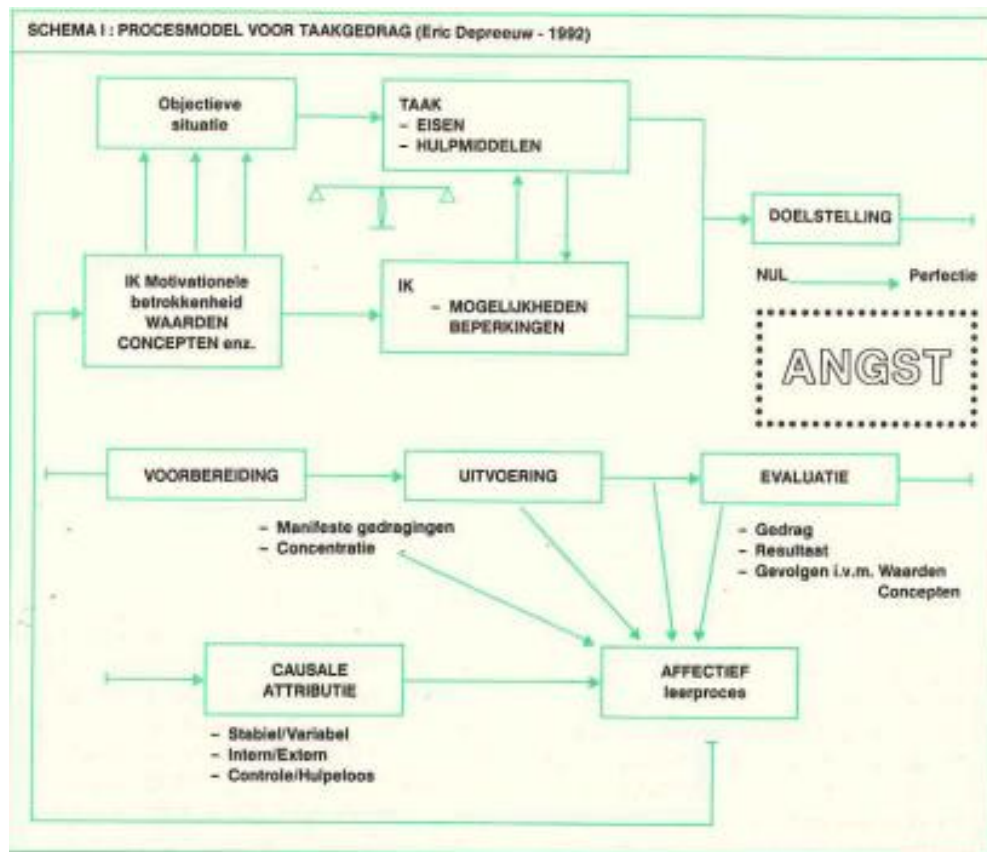 SCHEMA I : PROCESMODEL VOOR TAAKGEDRAG (Eric Depreeuw - 1992)
Objectieve
situatie
TAAK
– EISEN
– HULPMIDDELEN
DOELSTELLING
NUL
Perfectie
IK Motivationele
betrokkenheid
WAARDEN
CONCEPTEN enz.
IK
– MOGELIJKHEDEN
BEPERKINGEN
ANGST
VOORBEREIDING
UITVOERING
EVALUATIE
– Manifeste gedragingen
– Concentratie
– Gedrag
– Resultaat
– Gevolgen i.v.m. Waarden
Concepten
CAUSALE
ATTRIBUTIE
AFFECTIEF
leerproces
– Stabiel/Variabel
– Intern/Extern
– Controle/Hulpeloos